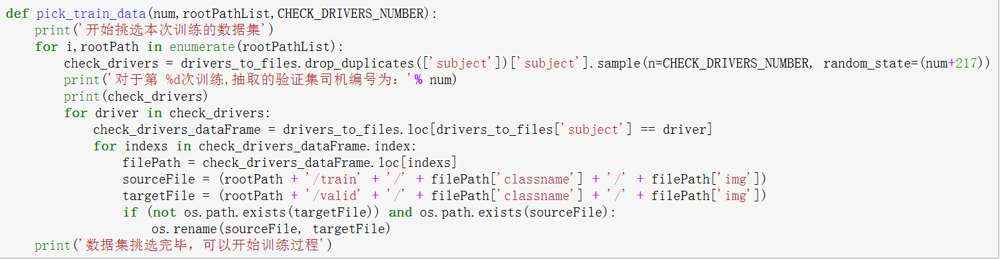 def pick_train_data(num,rootPathList,CHECK_DRIVERS_NUMBER):
    print('开始挑选本次训练的数据集')
    for i,rootPath in enumerate(rootPathList):
        check_drivers = drivers_to_files.drop_duplicates(['subject'])['subject'].sample(n=CHECK_DRIVERS_NUMBER, random_state=(num+217))
        print('对于第 %d次训练,抽取的验证集司机编号为：'% num)
        print(check_drivers)
        for driver in check_drivers:
            check_drivers_dataFrame = drivers_to_files.loc[drivers_to_files['subject'] == driver]
            for indexs in check_drivers_dataFrame.index:
                filePath = check_drivers_dataFrame.loc[indexs]
                sourceFile = (rootPath + '/train' + '/' + filePath['classname'] + '/' + filePath['img'])
                targetFile = (rootPath + '/valid' + '/' + filePath['classname'] + '/' + filePath['img'])
                if (not os.path.exists(targetFile)) and os.path.exists(sourceFile):
                    os.rename(sourceFile, targetFile)
    print('数据集挑选完毕，可以开始训练过程')